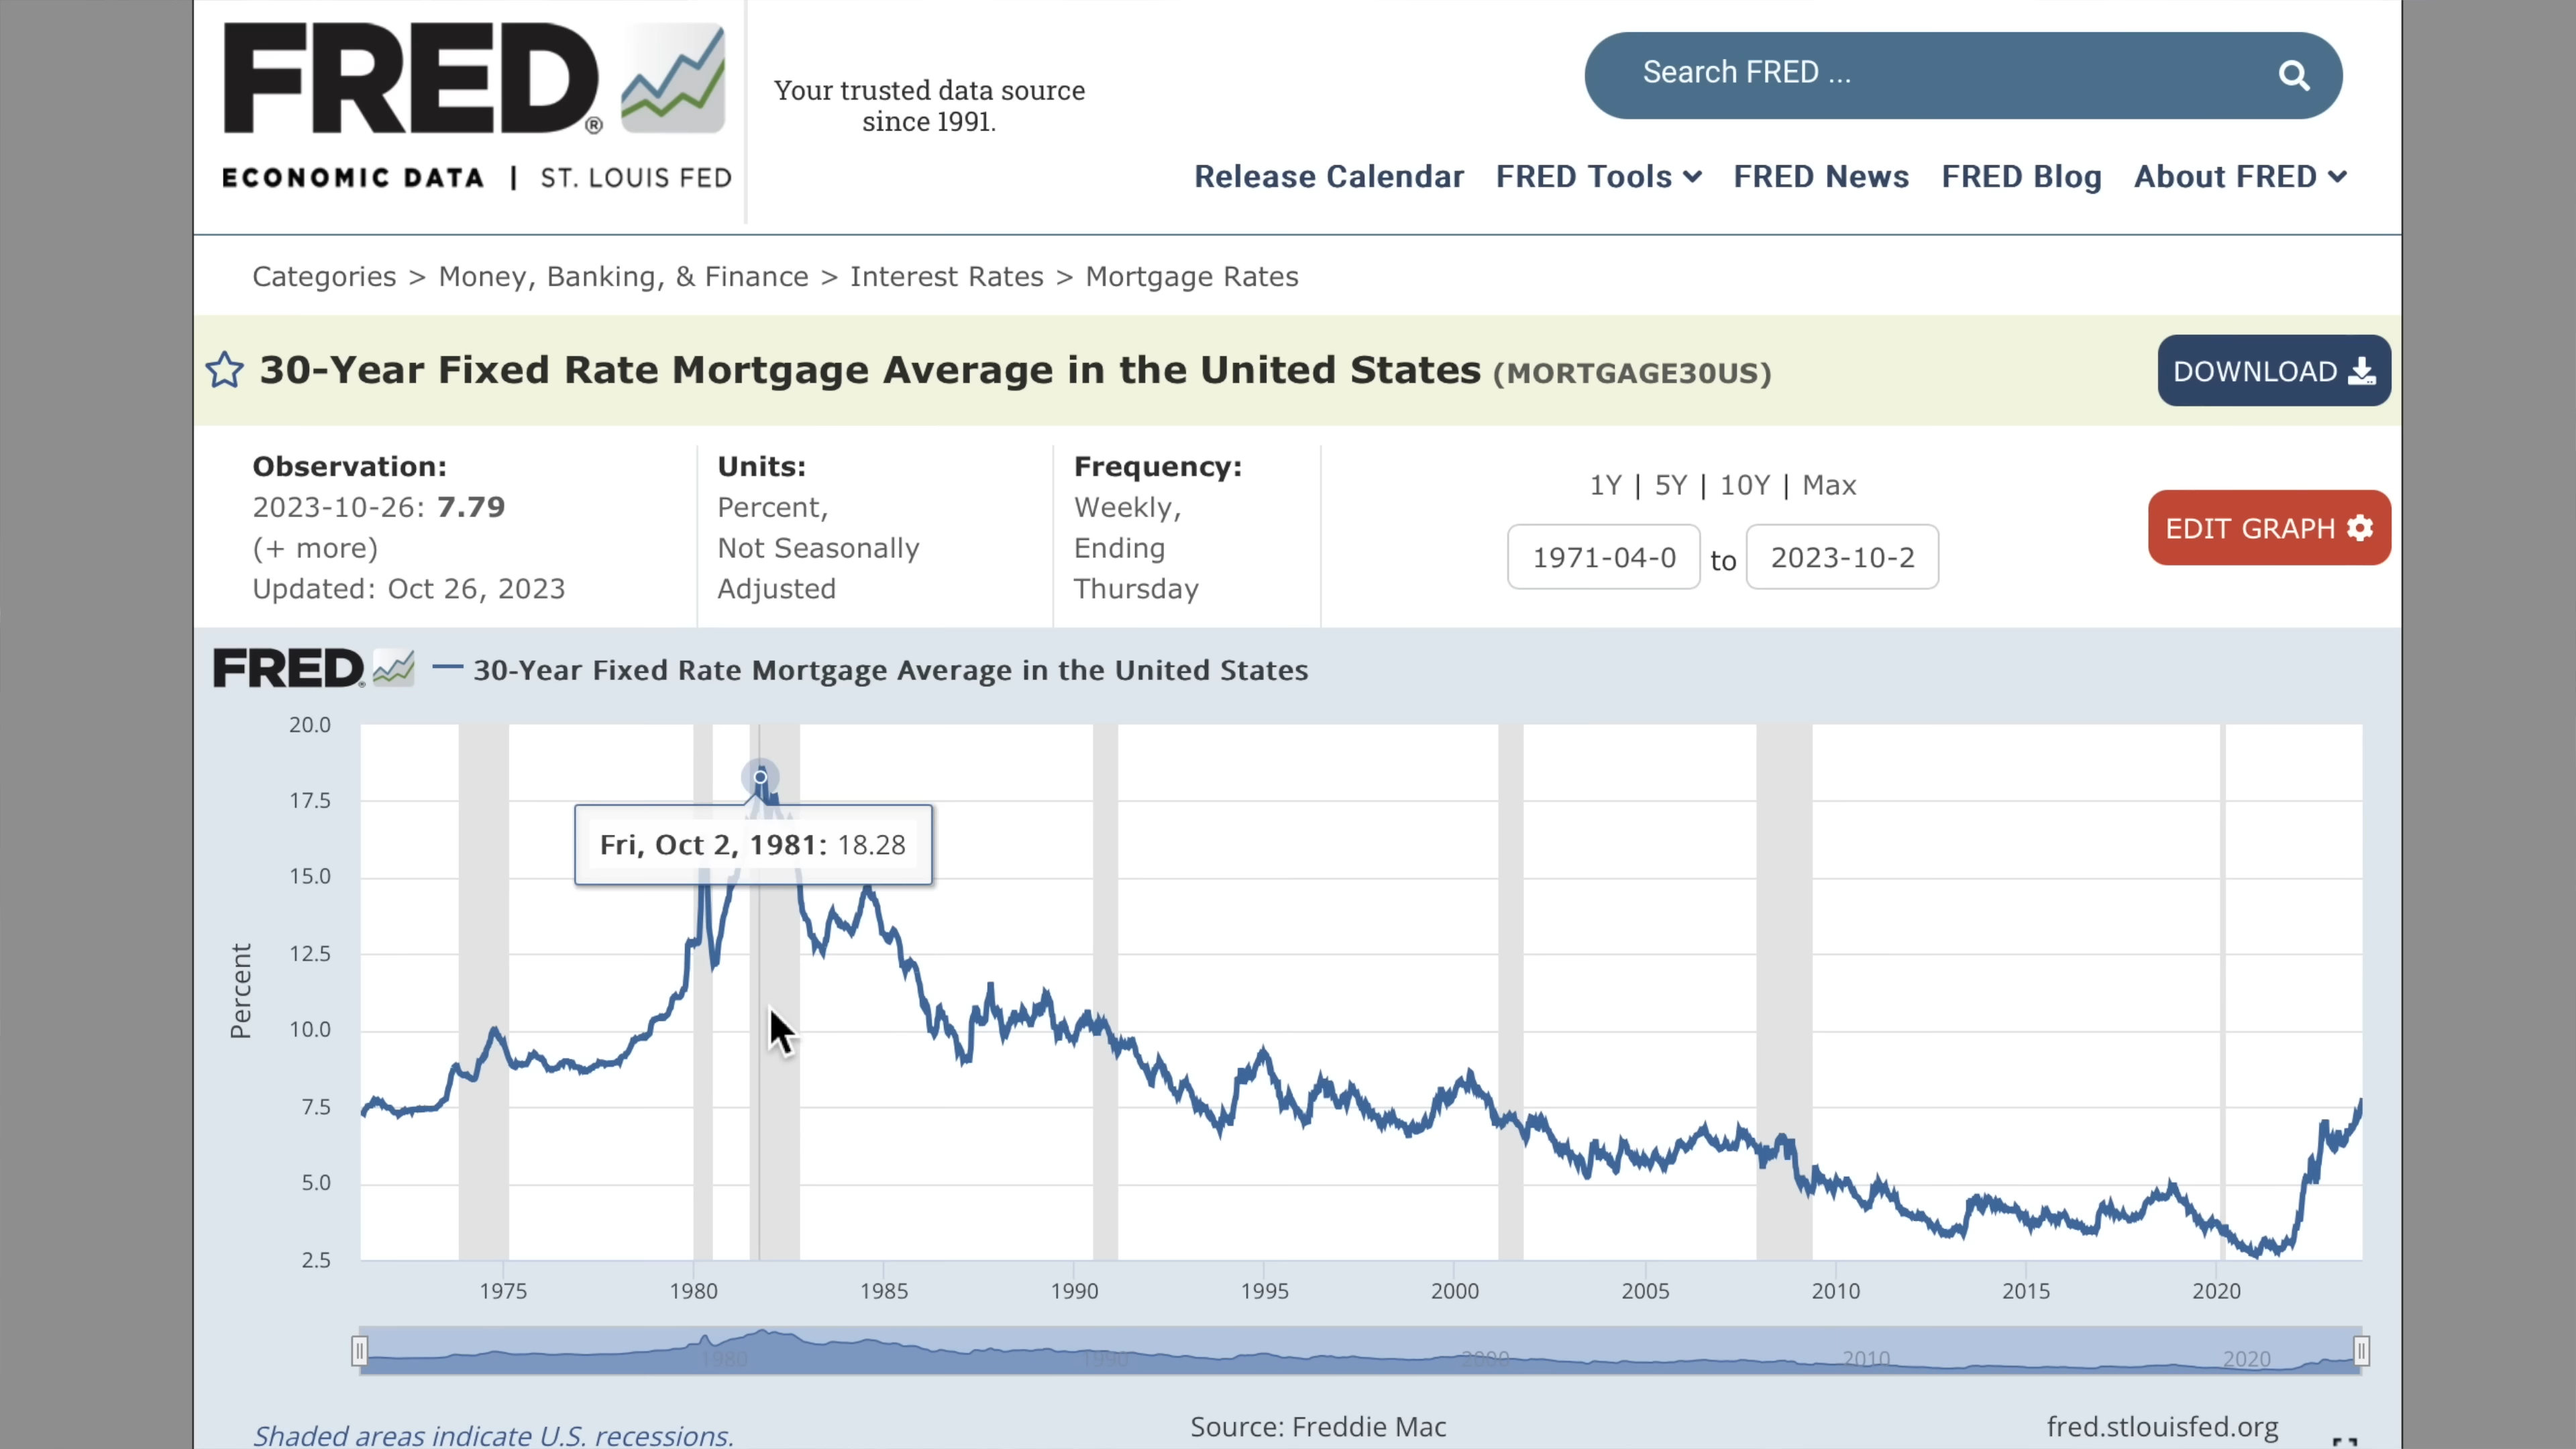 FRED®
Your trusted data source
since 1991.
ECONOMIC DATA | ST. LOUIS FED
Search FRED ...
Release Calendar FRED Tools FRED News FRED Blog About FRED
Categories > Money, Banking, & Finance > Interest Rates > Mortgage Rates
30-Year Fixed Rate Mortgage Average in the United States (MORTGAGE30US)
DOWNLOAD
Observation:
2023-10-26: 7.79
(+ more)
Updated: Oct 26, 2023
Units:
Percent,
Not Seasonally
Adjusted
Frequency:
Weekly,
Ending
Thursday
1Y | 5Y | 10Y | Max
1971-04-0 to 2023-10-2
EDIT GRAPH
FRED® — 30-Year Fixed Rate Mortgage Average in the United States
Percent
20.0
17.5
15.0
12.5
10.0
7.5
5.0
2.5
Fri, Oct 2, 1981: 18.28
1975 1980 1985 1990 1995 2000 2005 2010 2015 2020
1980 1990 2000 2010 2020
Shaded areas indicate U.S. recessions.
Source: Freddie Mac
fred.stlouisfed.org